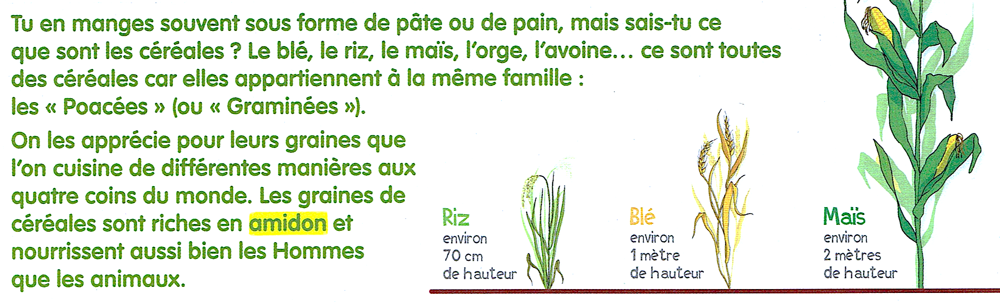 Tu en manges souvent sous forme de pâte ou de pain, mais sais-tu ce
que sont les céréales ? Le blé, le riz, le maïs, l'orge, l'avoine... ce sont toutes
des céréales car elles appartiennent à la même famille :
les « Poacées » (ou « Graminées »).
On les apprécie pour leurs graines que
l'on cuisine de différentes manières aux
quatre coins du monde. Les graines de
céréales sont riches en amidon et
nourrissent aussi bien les Hommes
que les animaux.
Riz
environ
70 cm
de hauteur
Blé
environ
1 mètre
de hauteur
Maïs
environ
2 mètres
de hauteur